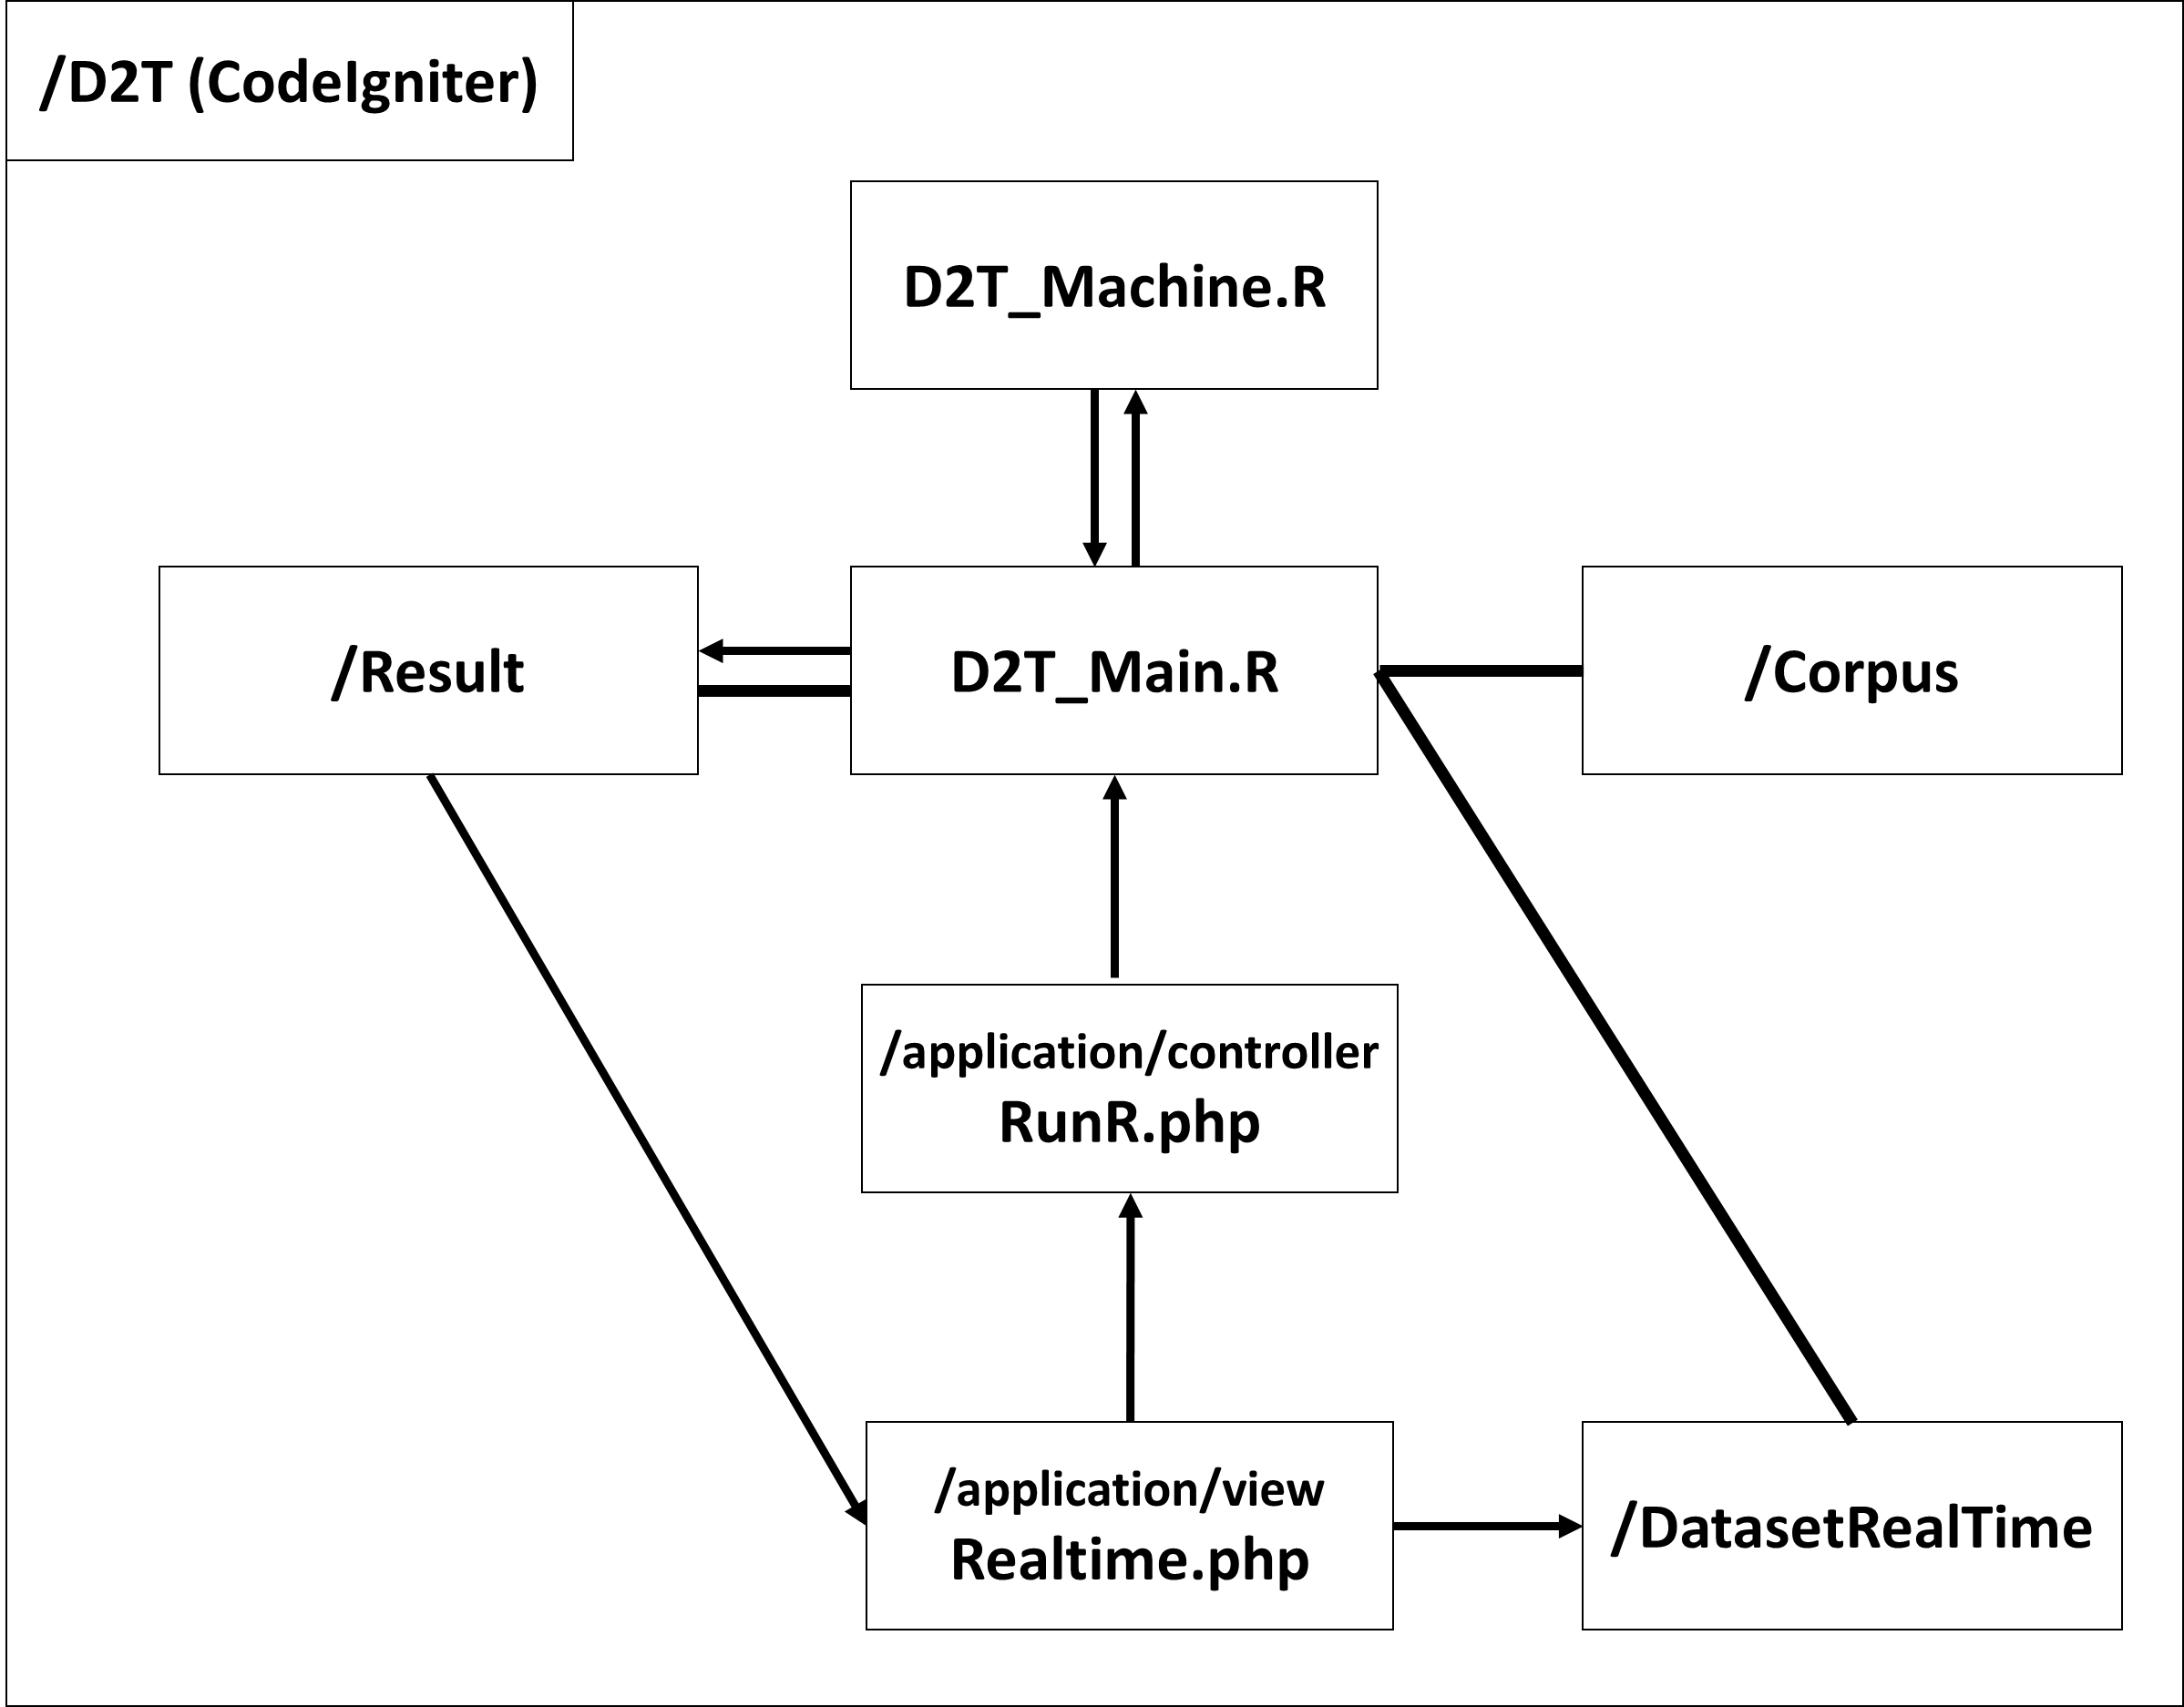 /D2T (CodeIgniter)
D2T_Machine.R
/Result
D2T_Main.R
/Corpus
/application/controller
RunR.php
/application/view
Realtime.php
/DatasetRealTime